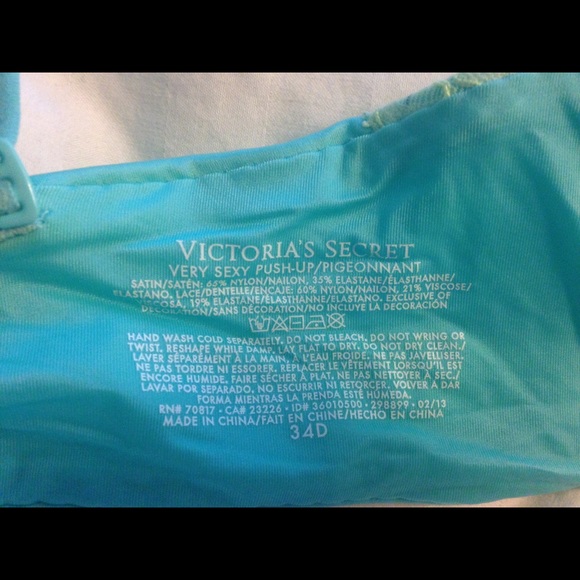 VICTORIA'S SECRET
VERY SEXY PUSH-UP/PIGEONNANT
SATIN/SATÉN: 65% NYLON/NAILON, 35% ELASTANE/ÉLASTHANNE/
ELASTANO. LACE/DENTELLE/ENCAJE: 60% NYLON/NAILON, 21% VISCOSE/
VISCOSA, 19% ELASTANE/ÉLASTHANNE/ELASTANO. EXCLUSIVE OF
DECORATION/SANS DÉCORATION/NO INCLUYE LA DECORACIÓN
HAND WASH COLD SEPARATELY. DO NOT BLEACH. DO NOT WRING OR
TWIST. RESHAPE WHILE DAMP. LAY FLAT TO DRY. DO NOT DRY CLEAN./
LAVER SÉPARÉMENT À LA MAIN, À L'EAU FROIDE. NE PAS JAVELLISER.
NE PAS TORDRE NI ESSORER. REPLACER LE VÊTEMENT LORSQU'IL EST
ENCORE HUMIDE. FAIRE SÉCHER À PLAT. NE PAS NETTOYER À SEC./
LAVAR POR SEPARADO. NO ESCURRIR NI RETORCER. VOLVER A DAR
FORMA MIENTRAS LA PRENDA ESTÉ HÚMEDA.
RN# 70817 • CA# 23226 • ID# 36010500 • 298899 • 02/13
MADE IN CHINA/FAIT EN CHINE/HECHO EN CHINA
34D